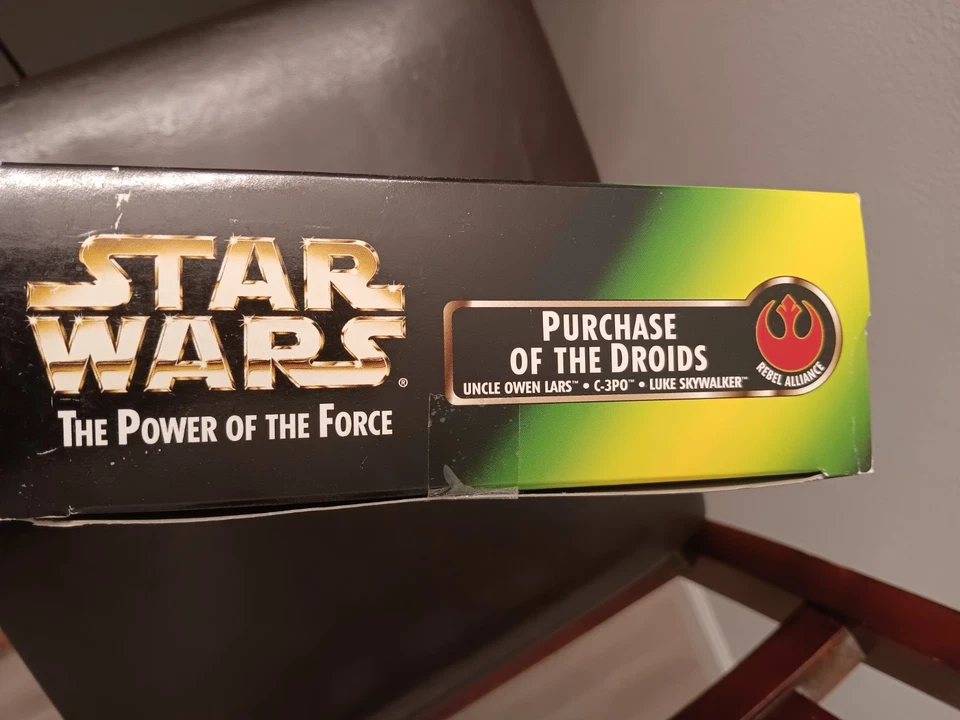 STAR
WARS®
THE POWER OF THE FORCE
PURCHASE
OF THE DROIDS
UNCLE OWEN LARS™ • C-3PO™ • LUKE SKYWALKER™
REBEL ALLIANCE